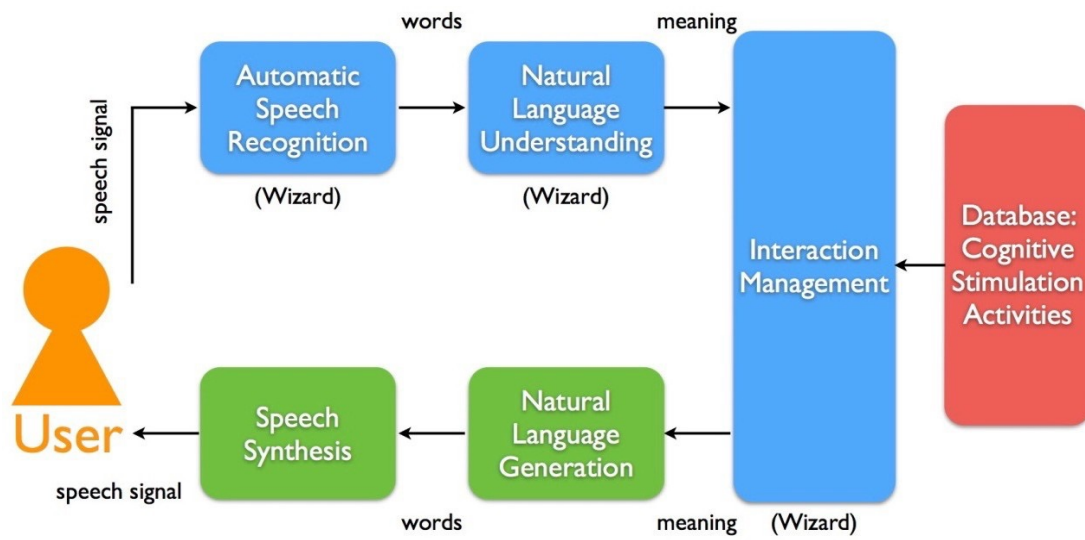 words
meaning
Automatic
Speech
Recognition
Natural
Language
Understanding
speech signal
(Wizard)
(Wizard)
Interaction
Management
Database:
Cognitive
Stimulation
Activities
User
Speech
Synthesis
Natural
Language
Generation
speech signal
words
meaning
(Wizard)